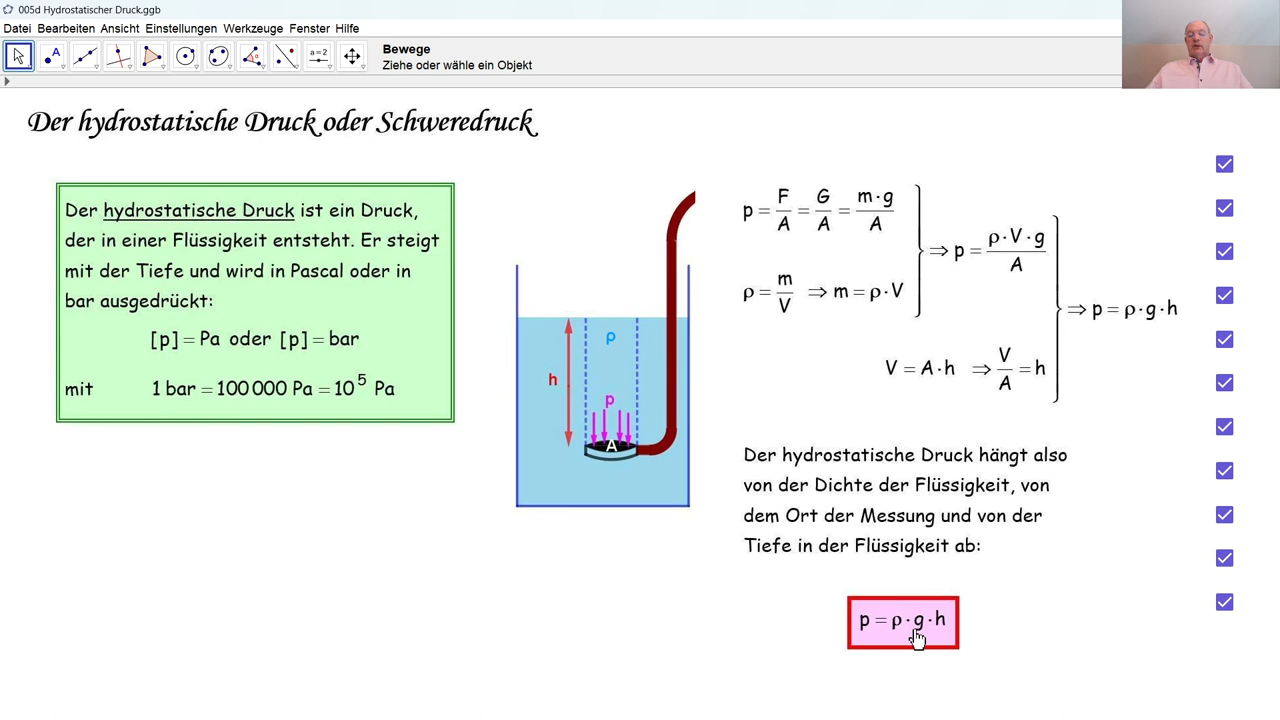 005d Hydrostatischer Druck.ggb
Datei Bearbeiten Ansicht Einstellungen Werkzeuge Fenster Hilfe
A
a=2
Bewege
Ziehe oder wähle ein Objekt
Der hydrostatische Druck oder Schweredruck
Der hydrostatische Druck ist ein Druck,
der in einer Flüssigkeit entsteht. Er steigt
mit der Tiefe und wird in Pascal oder in
bar ausgedrückt:
[p] = Pa oder [p] = bar
mit 1 bar = 100 000 Pa = 10^5 Pa
ρ
h
p
A
p = F/A = G/A = m·g/A
ρ = m/V ⇒ m = ρ·V
⇒ p = ρ·V·g/A
V = A·h ⇒ V/A = h
⇒ p = ρ·g·h
Der hydrostatische Druck hängt also
von der Dichte der Flüssigkeit, von
dem Ort der Messung und von der
Tiefe in der Flüssigkeit ab:
p = ρ·g·h